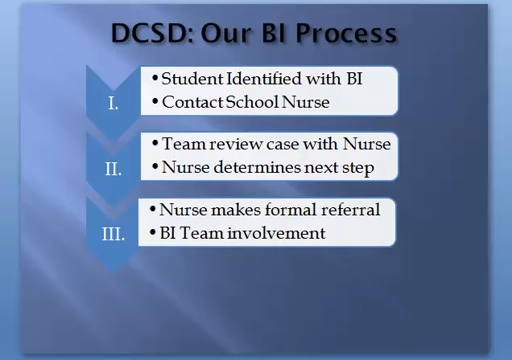 DCSD: Our BI Process
I.
• Student Identified with BI
• Contact School Nurse
II.
• Team review case with Nurse
• Nurse determines next step
III.
• Nurse makes formal referral
• BI Team involvement